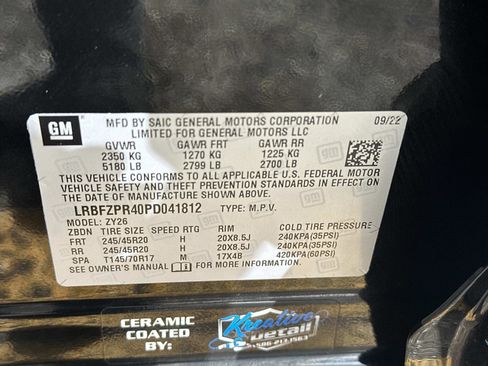 GM
MFD BY SAIC GENERAL MOTORS CORPORATION
LIMITED FOR GENERAL MOTORS LLC
09/22
GVWR GAWR FRT GAWR RR
2350 KG 1270 KG 1225 KG
5180 LB 2799 LB 2700 LB
THIS VEHICLE CONFORMS TO ALL APPLICABLE U.S. FEDERAL MOTOR
VEHICLE SAFETY AND THEFT PREVENTION STANDARDS IN EFFECT ON
THE DATE OF MANUFACTURE SHOWN ABOVE.
LRBFZPR40PD041812 TYPE: M.P.V.
MODEL: ZY26
ZBDN TIRE SIZE SPEED RTG RIM COLD TIRE PRESSURE
FRT 245/45R20 H 20X8.5J 240KPA(35PSI)
RR 245/45R20 H 20X8.5J 240KPA(35PSI)
SPA T145/70R17 M 17X4B 420KPA(60PSI)
SEE OWNER'S MANUAL FOR MORE INFORMATION.
CERAMIC
COATED
BY:
Kreative
Detail
586.213.1563